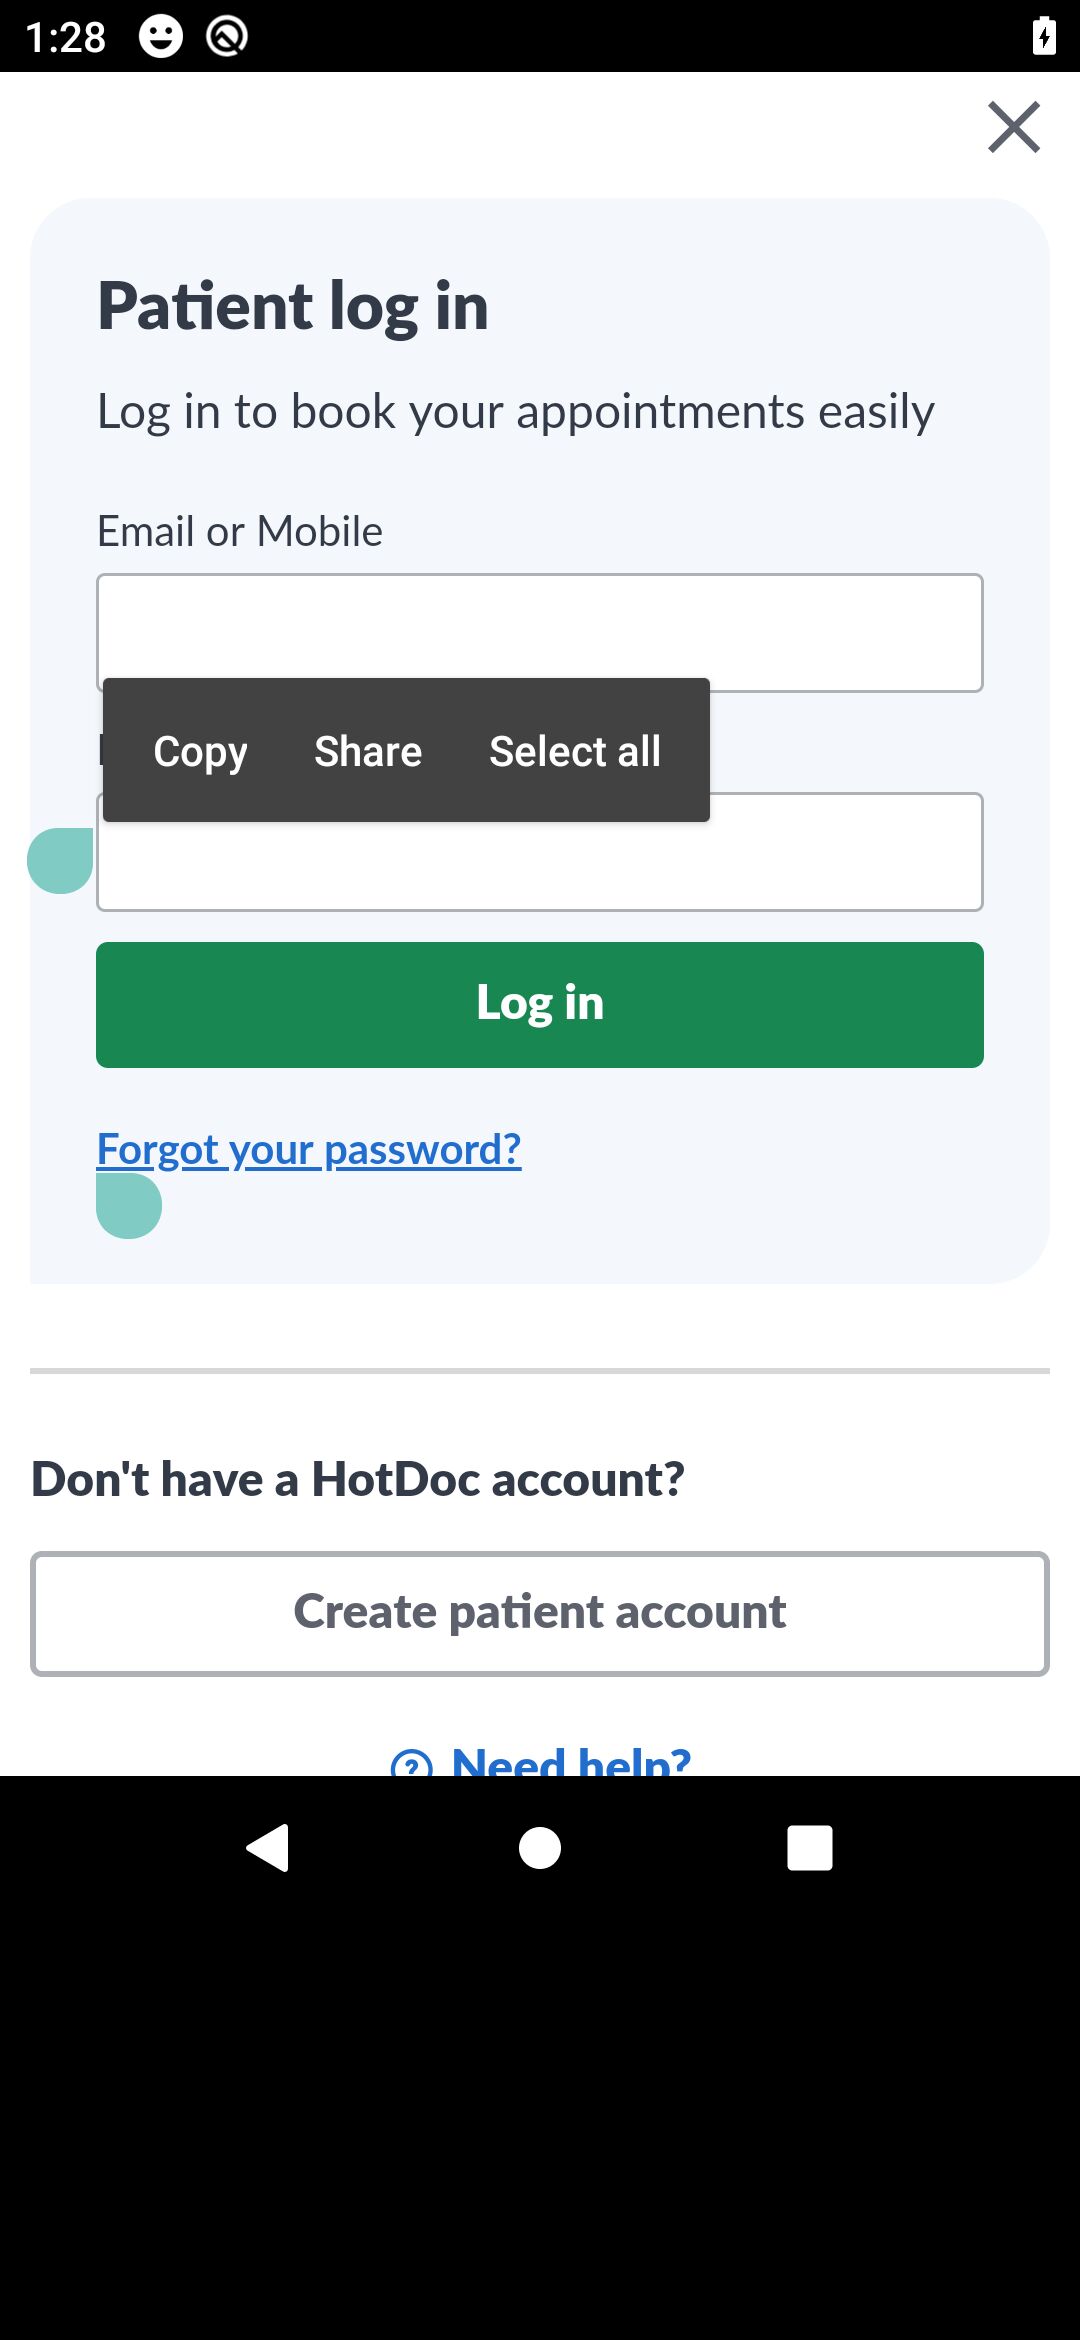 1:28
Patient log in
Log in to book your appointments easily
Email or Mobile
Copy Share Select all
Log in
Forgot your password?
Don't have a HotDoc account?
Create patient account
Need help?